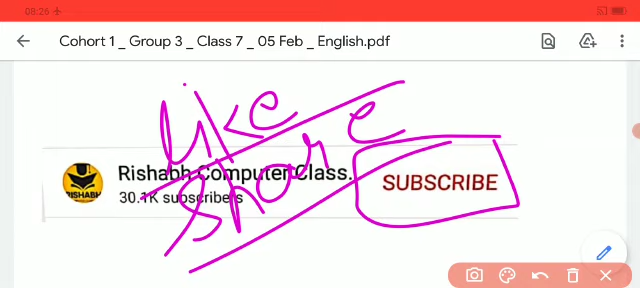 08:26
Cohort 1 _ Group 3 _ Class 7 _ 05 Feb _ English.pdf
like
share
Rishabh Computer Class.
30.1K subscribers
SUBSCRIBE
RISHABH